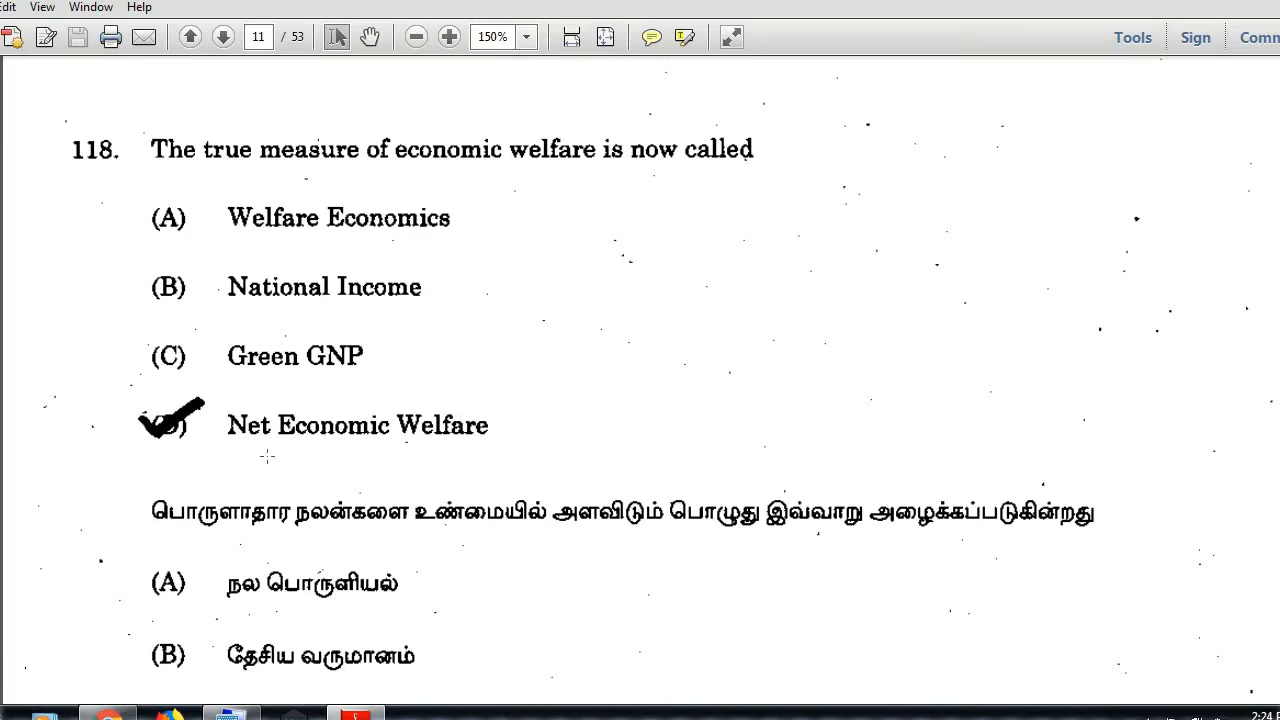 Edit View Window Help
11 / 53 150% Tools Sign
118. The true measure of economic welfare is now called
(A) Welfare Economics
(B) National Income
(C) Green GNP
(D) Net Economic Welfare
பொருளாதார நலன்களை உண்மையில் அளவிடும் பொழுது இவ்வாறு அழைக்கப்படுகின்றது
(A) நல பொருளியல்
(B) தேசிய வருமானம்